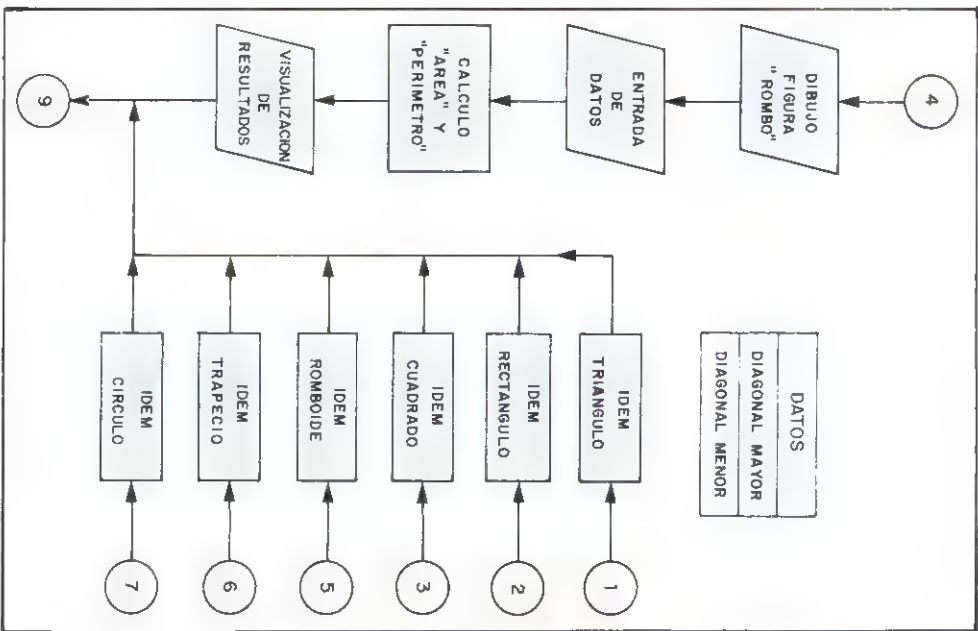 4
DIBUJO
FIGURA
"ROMBO"
ENTRADA
DE
DATOS
CALCULO
"AREA" Y
"PERIMETRO"
VISUALIZACION
DE
RESULTADOS
9
DATOS
DIAGONAL MAYOR
DIAGONAL MENOR
IDEM
TRIANGULO
1
IDEM
RECTANGULO
2
IDEM
CUADRADO
3
IDEM
ROMBOIDE
5
IDEM
TRAPECIO
6
IDEM
CIRCULO
7